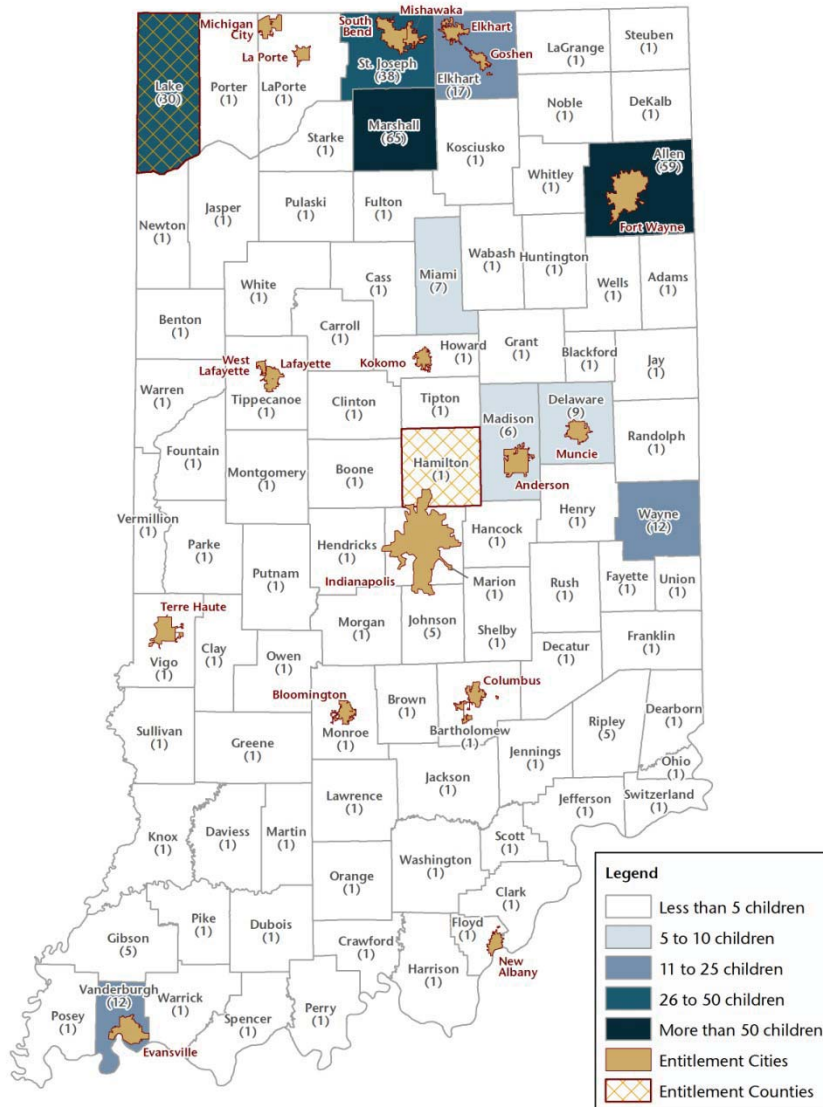 Michigan
City
La Porte
South
Bend
Mishawaka
Elkhart
Goshen
St. Joseph
(38)
Elkhart
(17)
LaGrange
(1)
Steuben
(1)
Lake
(30)
Porter
(1)
LaPorte
(1)
Noble
(1)
DeKalb
(1)
Starke
(1)
Marshall
(65)
Kosciusko
(1)
Whitley
(1)
Allen
(59)
Fort Wayne
Newton
(1)
Jasper
(1)
Pulaski
(1)
Fulton
(1)
Miami
(7)
Wabash
(1)
Huntington
(1)
Wells
(1)
Adams
(1)
White
(1)
Cass
(1)
Benton
(1)
Carroll
(1)
Howard
(1)
Kokomo
Grant
(1)
Blackford
(1)
Jay
(1)
West
Lafayette
Lafayette
Tippecanoe
(1)
Warren
(1)
Clinton
(1)
Tipton
(1)
Madison
(6)
Anderson
Delaware
(9)
Muncie
Randolph
(1)
Fountain
(1)
Montgomery
(1)
Boone
(1)
Hamilton
(1)
Henry
(1)
Wayne
(12)
Vermillion
(1)
Parke
(1)
Putnam
(1)
Hendricks
(1)
Indianapolis
Hancock
(1)
Marion
(1)
Rush
(1)
Fayette
(1)
Union
(1)
Terre Haute
Vigo
(1)
Clay
(1)
Owen
(1)
Morgan
(1)
Johnson
(5)
Shelby
(1)
Decatur
(1)
Franklin
(1)
Sullivan
(1)
Greene
(1)
Bloomington
Monroe
(1)
Brown
(1)
Columbus
Bartholomew
(1)
Jennings
(1)
Ripley
(5)
Dearborn
(1)
Ohio
(1)
Switzerland
(1)
Jefferson
(1)
Jackson
(1)
Lawrence
(1)
Knox
(1)
Daviess
(1)
Martin
(1)
Orange
(1)
Washington
(1)
Scott
(1)
Clark
(1)
Floyd
(1)
New
Albany
Harrison
(1)
Crawford
(1)
Gibson
(5)
Pike
(1)
Dubois
(1)
Perry
(1)
Spencer
(1)
Warrick
(1)
Vanderburgh
(12)
Evansville
Posey
(1)
Legend
Less than 5 children
5 to 10 children
11 to 25 children
26 to 50 children
More than 50 children
Entitlement Cities
Entitlement Counties